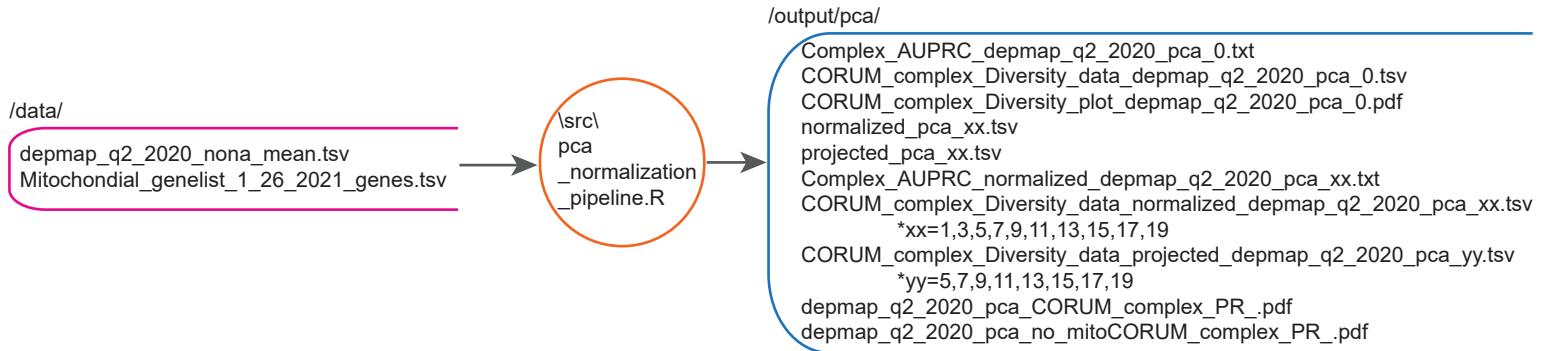 /data/
depmap_q2_2020_nona_mean.tsv
Mitochondial_genelist_1_26_2021_genes.tsv
\src\
pca
_normalization
_pipeline.R
/output/pca/
Complex_AUPRC_depmap_q2_2020_pca_0.txt
CORUM_complex_Diversity_data_depmap_q2_2020_pca_0.tsv
CORUM_complex_Diversity_plot_depmap_q2_2020_pca_0.pdf
normalized_pca_xx.tsv
projected_pca_xx.tsv
Complex_AUPRC_normalized_depmap_q2_2020_pca_xx.txt
CORUM_complex_Diversity_data_normalized_depmap_q2_2020_pca_xx.tsv
*xx=1,3,5,7,9,11,13,15,17,19
CORUM_complex_Diversity_data_projected_depmap_q2_2020_pca_yy.tsv
*yy=5,7,9,11,13,15,17,19
depmap_q2_2020_pca_CORUM_complex_PR_.pdf
depmap_q2_2020_pca_no_mitoCORUM_complex_PR_.pdf